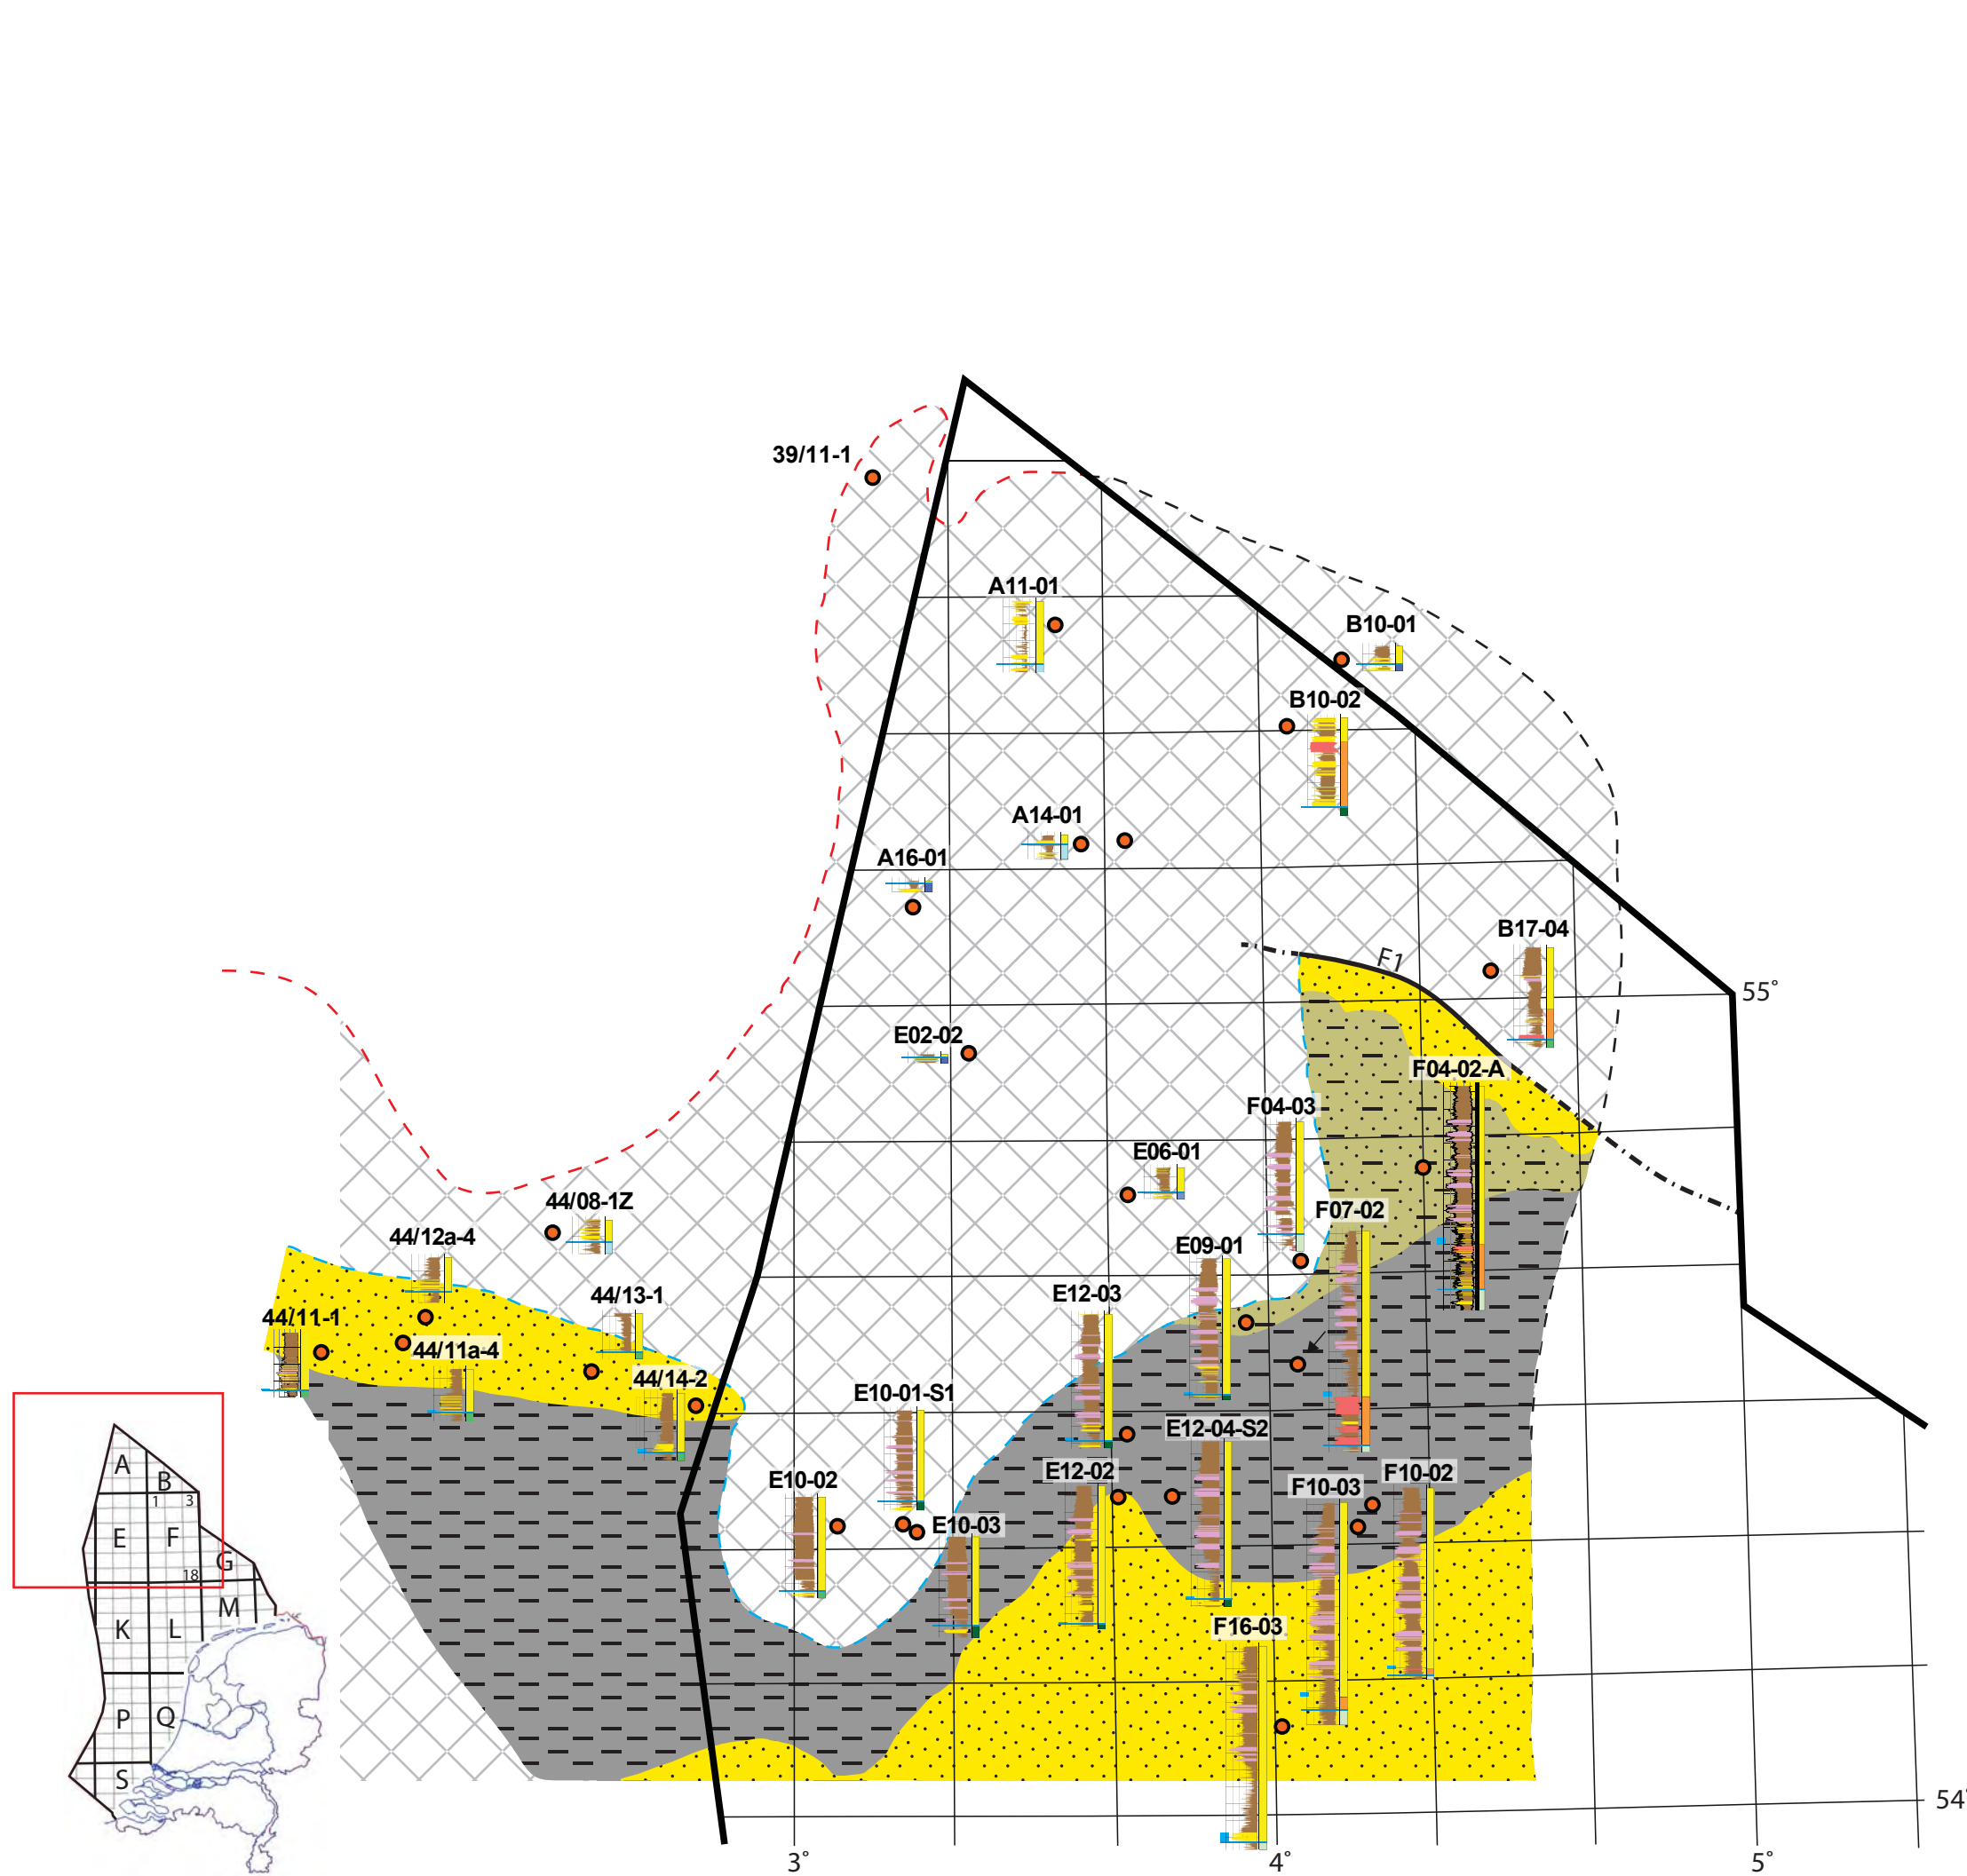 39/11-1
A11-01
B10-01
B10-02
A14-01
A16-01
B17-04
F1
55°
E02-02
F04-02-A
F04-03
E06-01
44/08-1Z
F07-02
44/12a-4
E09-01
44/13-1
E12-03
44/11-1
44/11a-4
44/14-2
E10-01-S1
E12-04-S2
E12-02
E10-02
F10-03
F10-02
E10-03
F16-03
A
B
1
3
E
F
G
18
M
K
L
P
Q
S
54°
3°
4°
5°